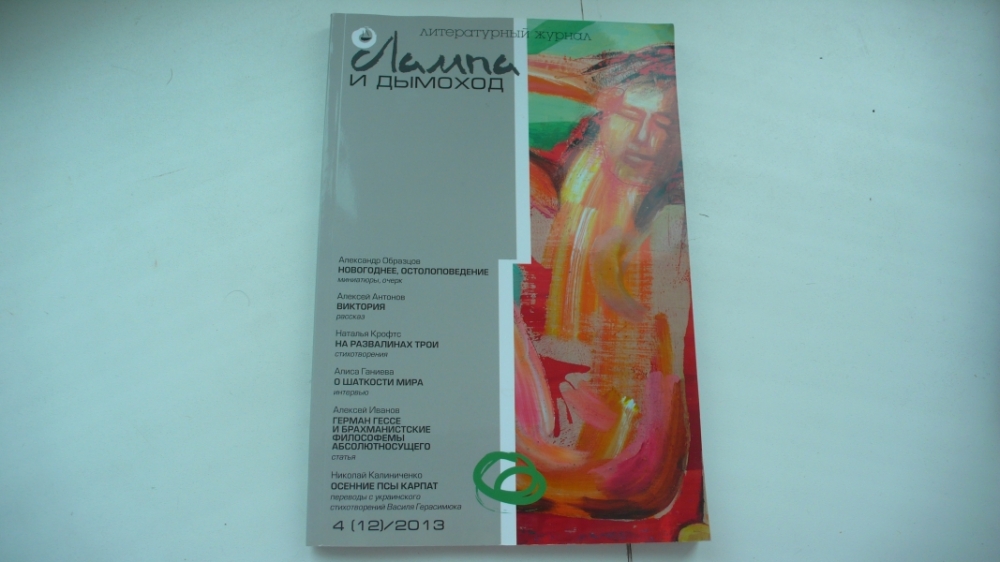 литературный журнал
Лампа
и дымоход
Александр Образцов
НОВОГОДНЕЕ, ОСТОЛОПОВЕДЕНИЕ
миниатюры, очерк
Алексей Антонов
ВИКТОРИЯ
рассказ
Наталья Крофтс
НА РАЗВАЛИНАХ ТРОИ
стихотворения
Алиса Ганиева
О ШАТКОСТИ МИРА
интервью
Алексей Иванов
ГЕРМАН ГЕССЕ
И БРАХМАНИСТСКИЕ
ФИЛОСОФЕМЫ
АБСОЛЮТНОСУЩЕГО
статья
Николай Калиниченко
ОСЕННИЕ ПСЫ КАРПАТ
переводы с украинского
стихотворений Василя Герасимюка
4 (12)/2013